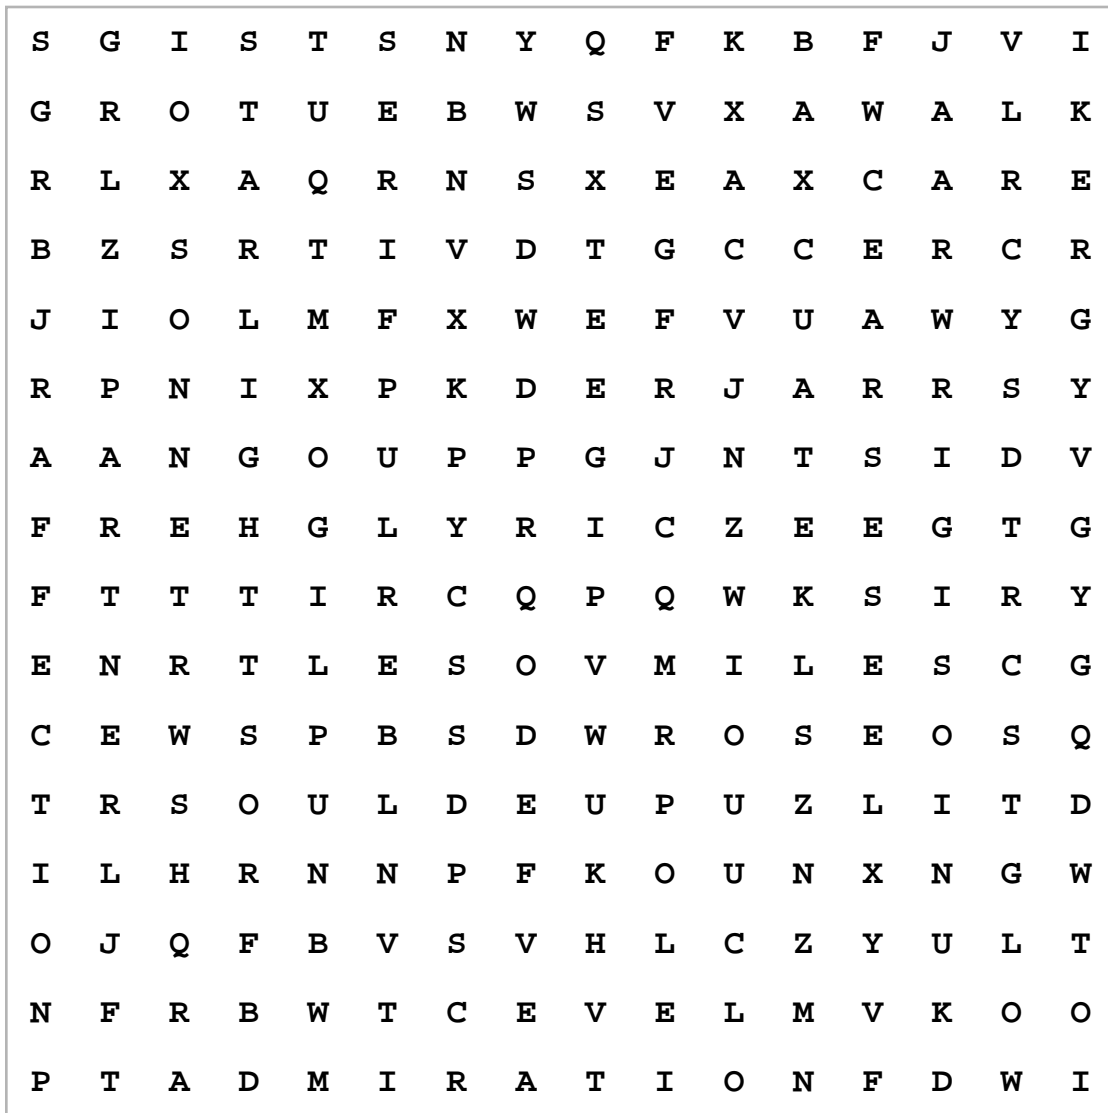 S G I S T S N Y Q F K B F J V I
G R O T U E B W S V X A W A L K
R L X A Q R N S X E A X C A R E
B Z S R T I V D T G C C E R C R
J I O L M F X W E F V U A W Y G
R P N I X P K D E R J A R R S Y
A A N G O U P P G J N T S I D V
F R E H G L Y R I C Z E E G T G
F T T T I R C Q P Q W K S I R Y
E N R T L E S O V M I L E S C G
C E W S P B S D W R O S E O S Q
T R S O U L D E U P U Z L I T D
I L H R N N P F K O U N X N G W
O J Q F B V S V H L C Z Y U L T
N F R B W T C E V E L M V K O O
P T A D M I R A T I O N F D W I